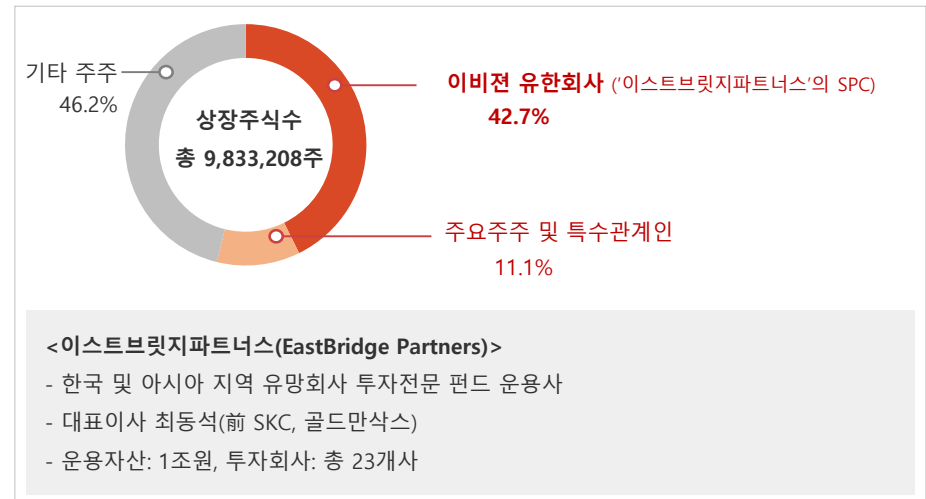 기타 주주
46.2%
상장주식수
총 9,833,208주
이비젼 유한회사 ('이스트브릿지파트너스'의 SPC)
42.7%
주요주주 및 특수관계인
11.1%
<이스트브릿지파트너스(EastBridge Partners)>
- 한국 및 아시아 지역 유망회사 투자전문 펀드 운용사
- 대표이사 최동석(前 SKC, 골드만삭스)
- 운용자산: 1조원, 투자회사: 총 23개사